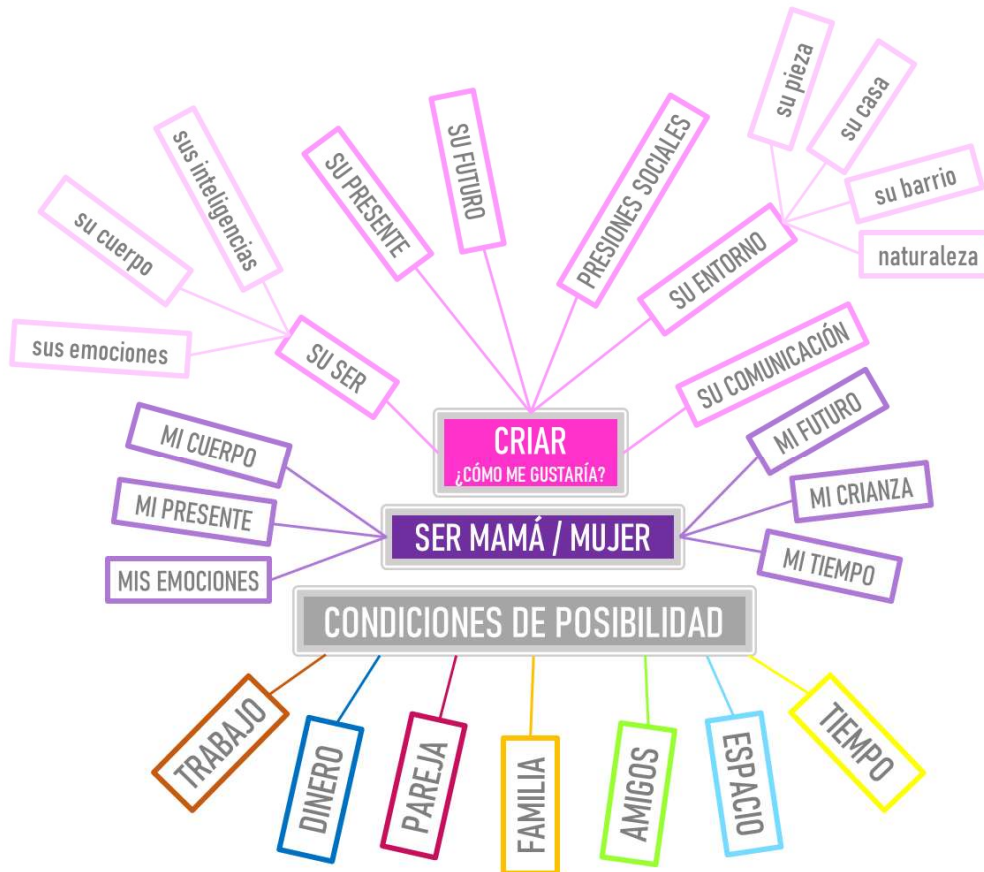 su pieza
su casa
su barrio
naturaleza
sus inteligencias
su cuerpo
sus emociones
SU PRESENTE
SU FUTURO
PRESIONES SOCIALES
SU ENTORNO
SU SER
SU COMUNICACIÓN
CRIAR
¿CÓMO ME GUSTARÍA?
MI CUERPO
MI PRESENTE
MIS EMOCIONES
SER MAMÁ / MUJER
MI FUTURO
MI CRIANZA
MI TIEMPO
CONDICIONES DE POSIBILIDAD
TRABAJO
DINERO
PAREJA
FAMILIA
AMIGOS
ESPACIO
TIEMPO